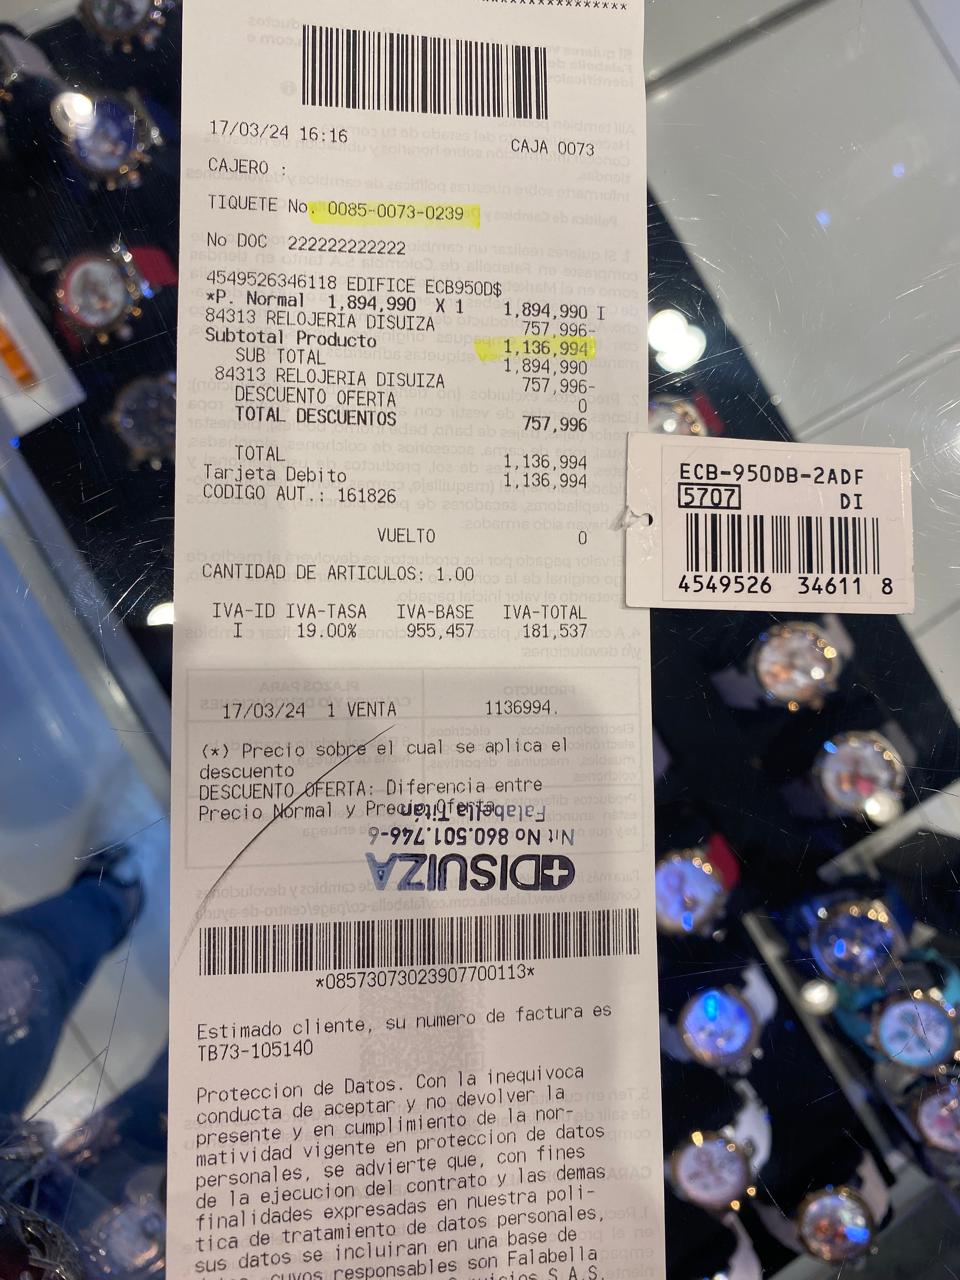 ******************
17/03/24 16:16 CAJA 0073
CAJERO :
TIQUETE No. 0085-0073-0239
No DOC 222222222222
4549526346118 EDIFICE ECB950D$
*P. Normal 1,894,990 X 1 1,894,990 I
84313 RELOJERIA DISUIZA 757,996-
Subtotal Producto 1,136,994
SUB TOTAL 1,894,990
84313 RELOJERIA DISUIZA 757,996-
DESCUENTO OFERTA 0
TOTAL DESCUENTOS 757,996
TOTAL 1,136,994
Tarjeta Debito 1,136,994
CODIGO AUT.: 161826
VUELTO 0
CANTIDAD DE ARTICULOS: 1.00
IVA-ID IVA-TASA IVA-BASE IVA-TOTAL
I 19.00% 955,457 181,537
17/03/24 1 VENTA 1136994.
(*) Precio sobre el cual se aplica el
descuento
DESCUENTO OFERTA: Diferencia entre
Precio Normal y Precio Oferta
DISUIZA
Nit No 860.501.746-6
Falabella Titán
*08573073023907700113*
Estimado cliente, su numero de factura es
TB73-105140
Proteccion de Datos. Con la inequivoca
conducta de aceptar y no devolver la
presente y en cumplimiento de la nor-
matividad vigente en proteccion de datos
personales, se advierte que, con fines
de la ejecucion del contrato y las demas
finalidades expresadas en nuestra poli-
tica de tratamiento de datos personales,
sus datos se incluiran en una base de
cuyos responsables son Falabella
S.A.S.
ECB-950DB-2ADF
5707 DI
4549526 34611 8